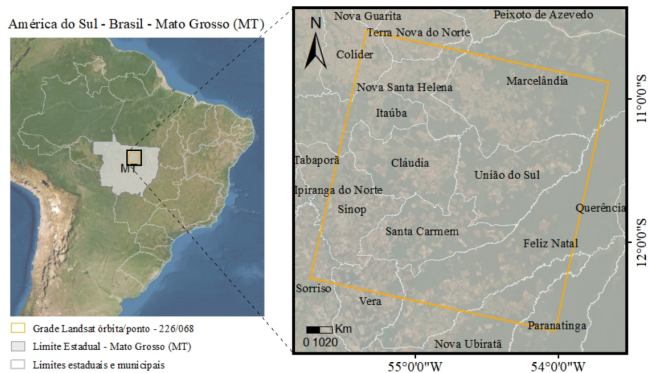 América do Sul - Brasil - Mato Grosso (MT)
MT
Grade Landsat òrbita/ponto - 226/068
Limite Estadual - Mato Grosso (MT)
Limites estaduais e municipais
N
Nova Guarita
Peixoto de Azevedo
Terra Nova do Norte
Colider
Marcelândia
Nova Santa Helena
Itaúba
Tabaporã
Cláudia
União do Sul
Ipiranga do Norte
Sinop
Querência
Santa Carmem
Feliz Natal
Sorriso
Vera
Paranatinga
Nova Ubiratã
Km
0 1020
11°0'0"S
12°0'0"S
55°0'0"W
54°0'0"W